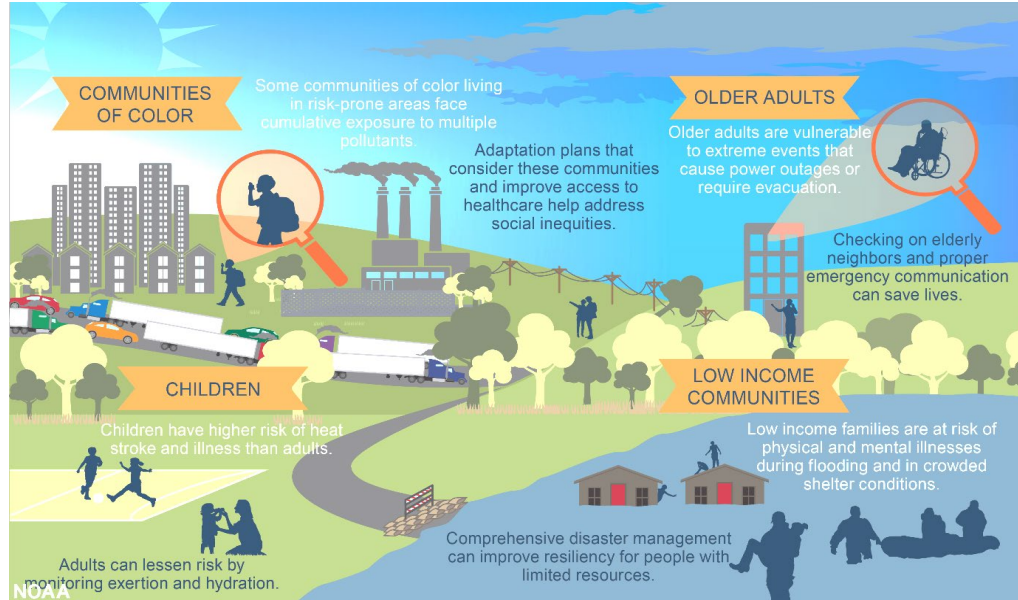 COMMUNITIES
OF COLOR
Some communities of color living
in risk-prone areas face
cumulative exposure to multiple
pollutants.
Adaptation plans that
consider these communities
and improve access to
healthcare help address
social inequities.
OLDER ADULTS
Older adults are vulnerable
to extreme events that
cause power outages or
require evacuation.
Checking on elderly
neighbors and proper
emergency communication
can save lives.
CHILDREN
Children have higher risk of heat
stroke and illness than adults.
Adults can lessen risk by
monitoring exertion and hydration.
LOW INCOME
COMMUNITIES
Low income families are at risk of
physical and mental illnesses
during flooding and in crowded
shelter conditions.
Comprehensive disaster management
can improve resiliency for people with
limited resources.
NOAA